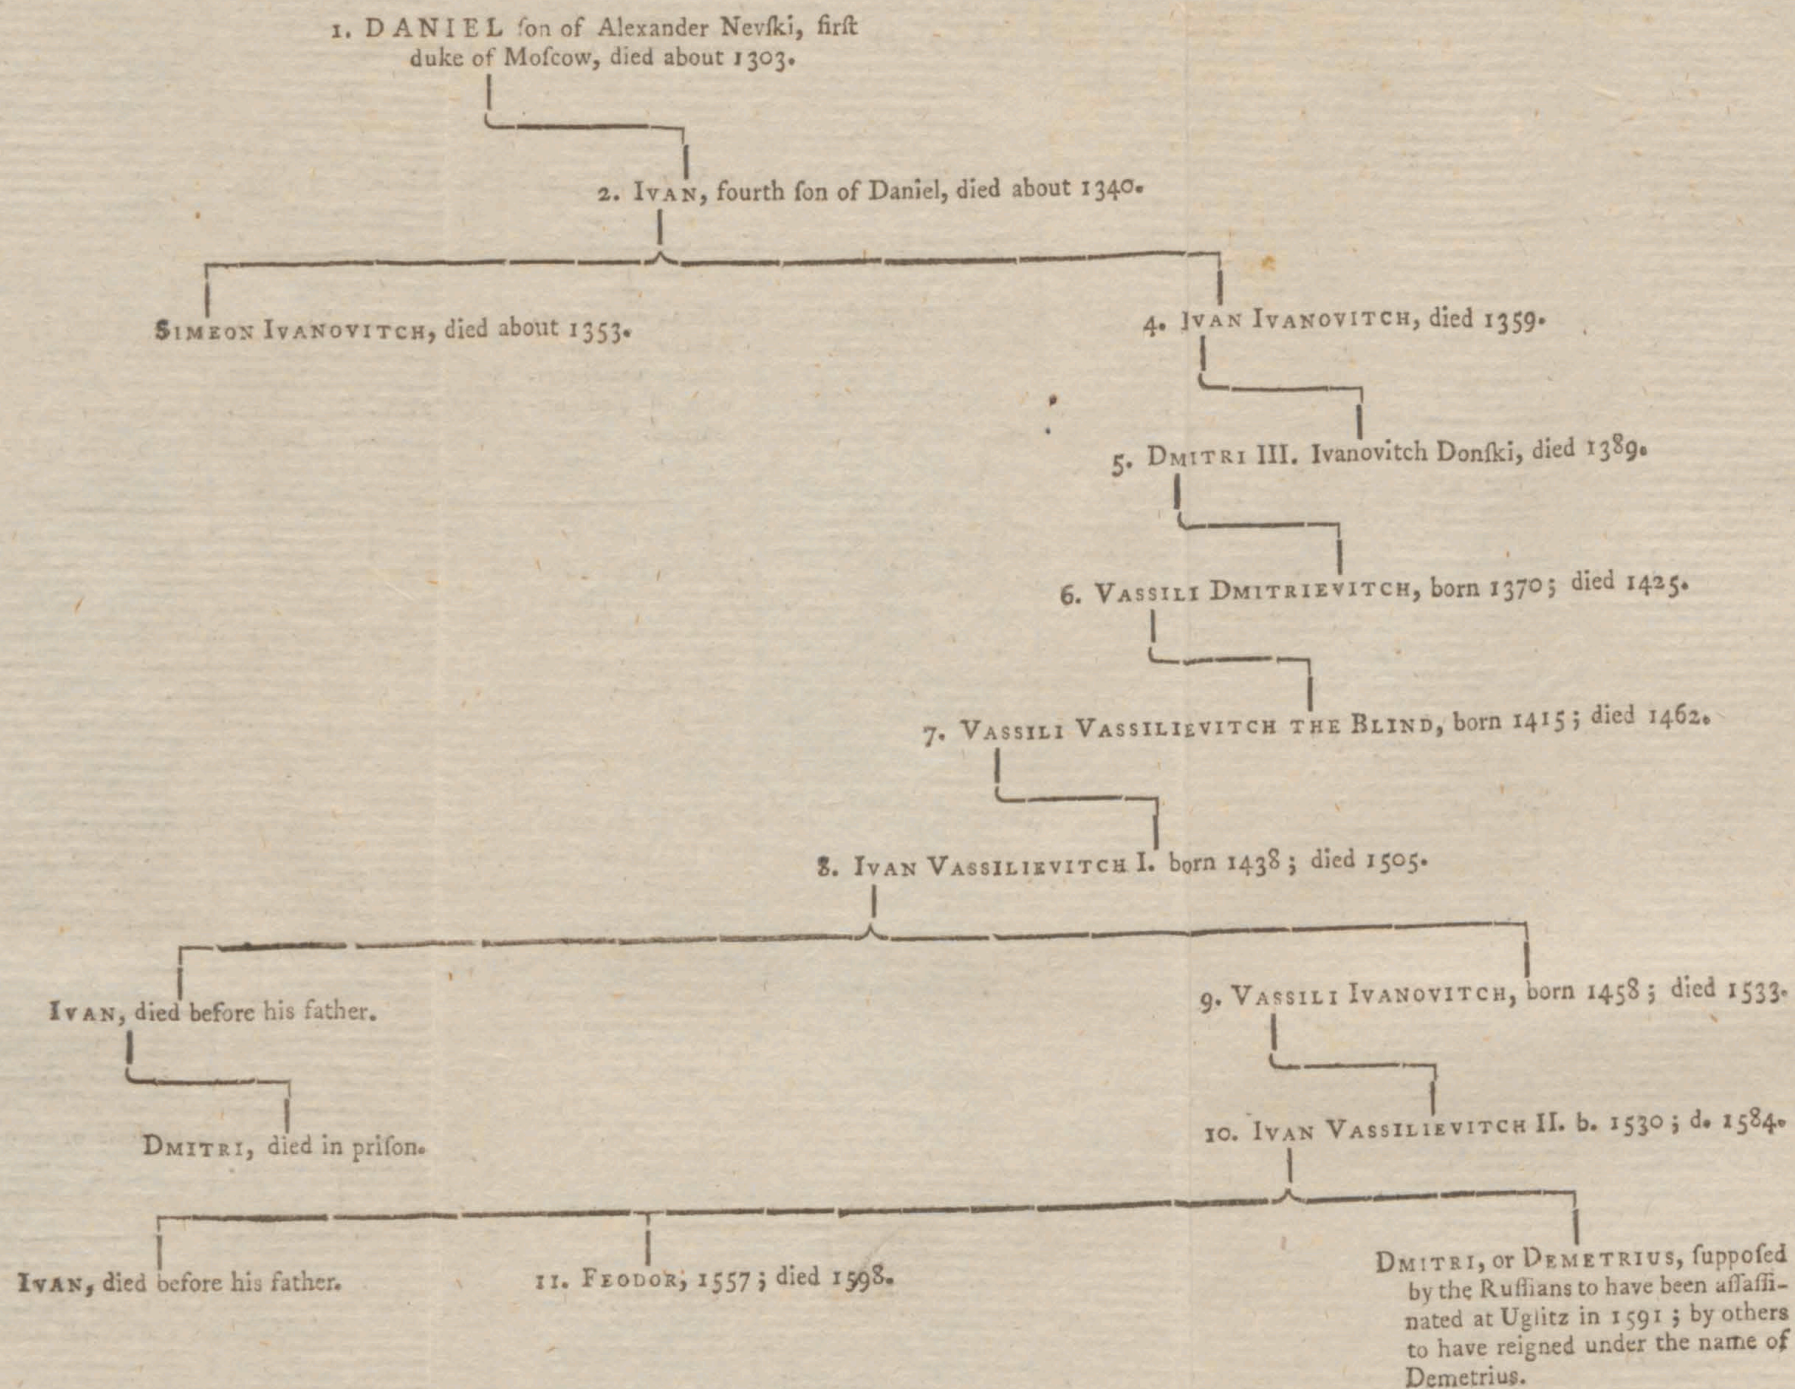 1. DANIEL ſon of Alexander Nevſki, firſt
duke of Moſcow, died about 1303.
2. IVAN, fourth ſon of Daniel, died about 1340.
SIMEON IVANOVITCH, died about 1353.
4. IVAN IVANOVITCH, died 1359.
5. DMITRI III. Ivanovitch Donſki, died 1389.
6. VASSILI DMITRIEVITCH, born 1370; died 1425.
7. VASSILI VASSILIEVITCH THE BLIND, born 1415; died 1462.
8. IVAN VASSILIEVITCH I. born 1438; died 1505.
IVAN, died before his father.
9. VASSILI IVANOVITCH, born 1458; died 1533.
DMITRI, died in priſon.
10. IVAN VASSILIEVITCH II. b. 1530; d. 1584.
IVAN, died before his father.
11. FEODOR, 1557; died 1598.
DMITRI, or DEMETRIUS, ſuppoſed
by the Ruſſians to have been aſſaſſi-
nated at Uglitz in 1591; by others
to have reigned under the name of
Demetrius.